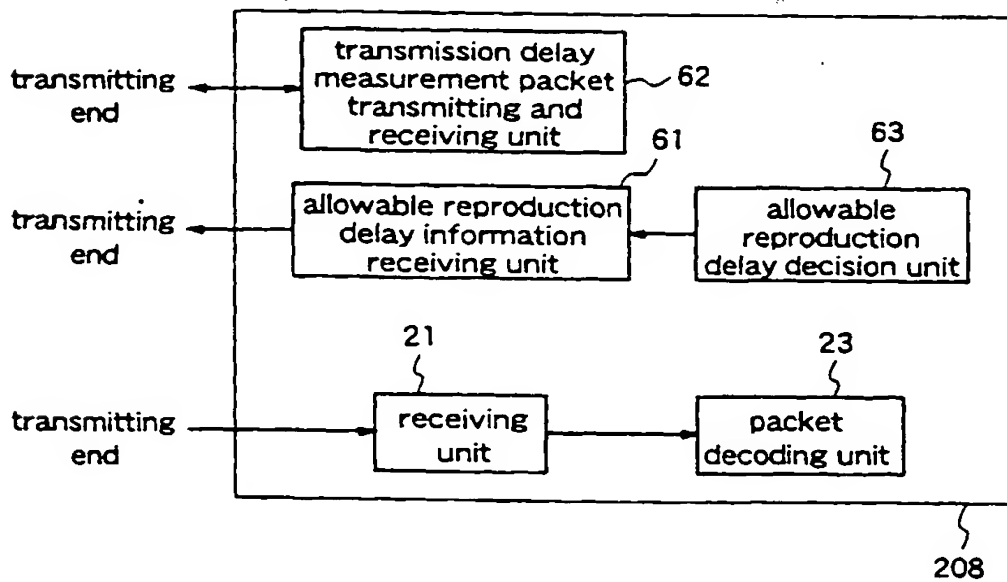 transmission delay
measurement packet
transmitting and
receiving unit
62
transmitting
end
61
63
allowable reproduction
delay information
receiving unit
allowable
reproduction
delay decision unit
transmitting
end
21
23
transmitting
end
receiving
unit
packet
decoding unit
208